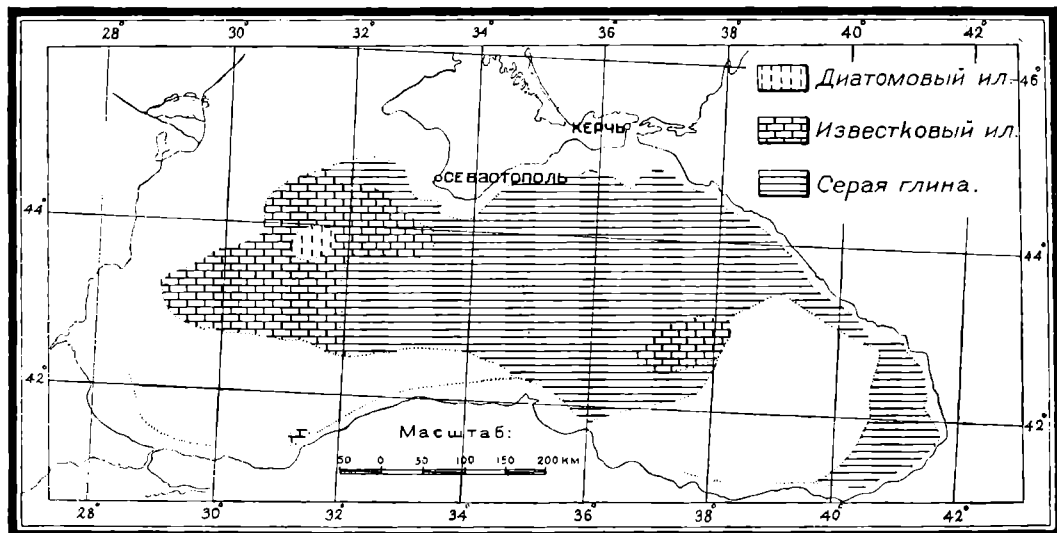 28° 30° 32° 34° 36° 38° 40° 40°
46°
Диатомовый ил.
КЕРЧЬ
Известковый ил.
СЕВАСТОПОЛЬ
Серая глина.
44°
44°
42°
42°
Масштаб:
50 0 50 100 150 200 КМ
28° 30° 32° 34° 36° 38° 40° 42°